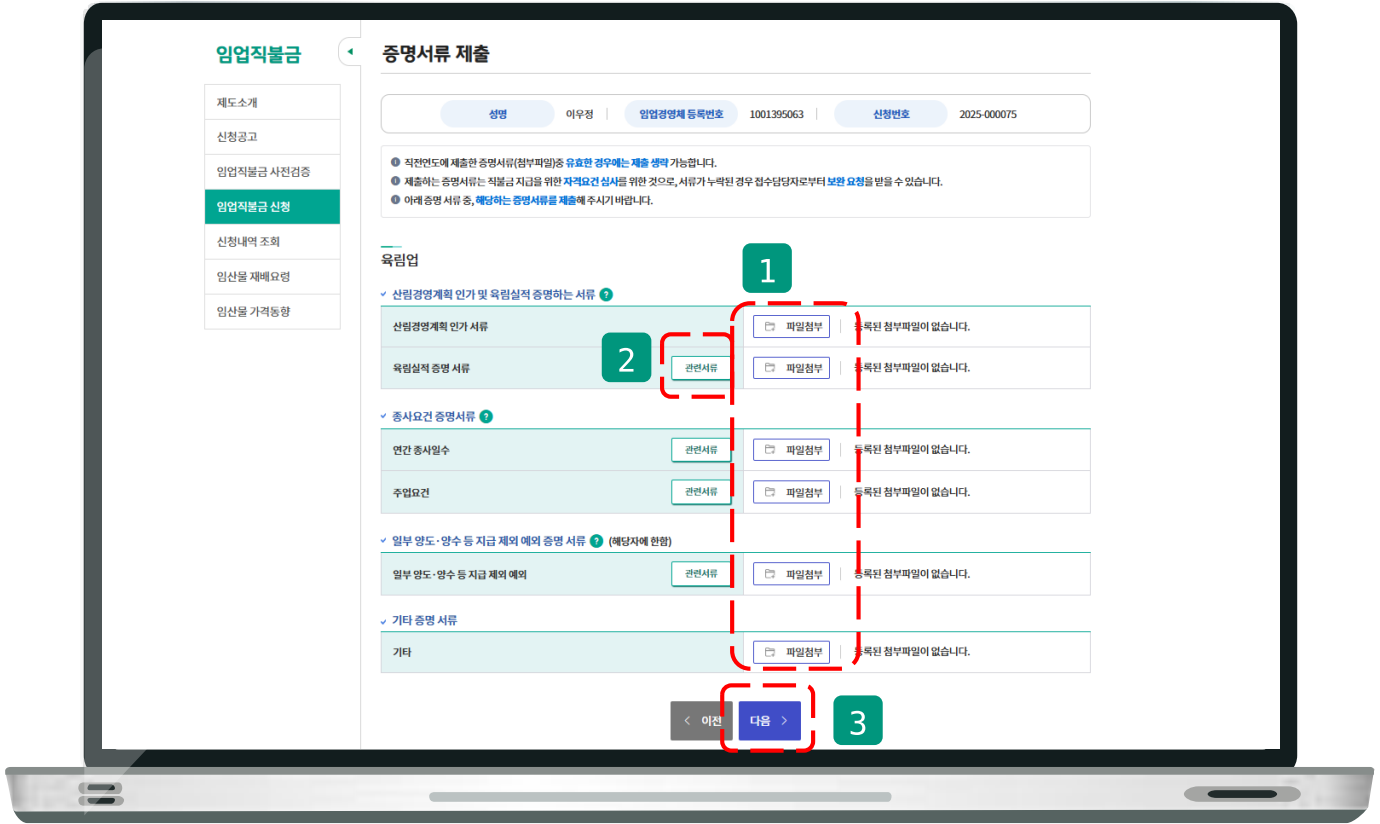 임업직불금
제도소개
신청공고
임업직불금 사전검증
임업직불금 신청
신청내역 조회
임산물 재배요령
임산물 가격동향
증명서류 제출
성명 이우정 임업경영체 등록번호 1001395063 신청번호 2025-000075
직전연도에 제출한 증명서류(첨부파일)중 유효한 경우에는 제출 생략 가능합니다.
제출하는 증명서류는 직불금 지급을 위한 자격요건 심사를 위한 것으로, 서류가 누락된 경우 접수담당자로부터 보완 요청을 받을 수 있습니다.
아래 증명 서류 중, 해당하는 증명서류를 제출해 주시기 바랍니다.
육림업
1
산림경영계획 인가 및 육림실적 증명하는 서류 ?
산림경영계획 인가 서류 파일첨부 등록된 첨부파일이 없습니다.
2
육림실적 증명 서류 관련서류 파일첨부 등록된 첨부파일이 없습니다.
종사요건 증명서류 ?
연간 종사일수 관련서류 파일첨부 등록된 첨부파일이 없습니다.
주업요건 관련서류 파일첨부 등록된 첨부파일이 없습니다.
일부 양도·양수 등 지급 제외 예외 증명 서류 ? (해당자에 한함)
일부 양도·양수 등 지급 제외 예외 관련서류 파일첨부 등록된 첨부파일이 없습니다.
기타 증명 서류
기타 파일첨부 등록된 첨부파일이 없습니다.
< 이전 다음 >
3